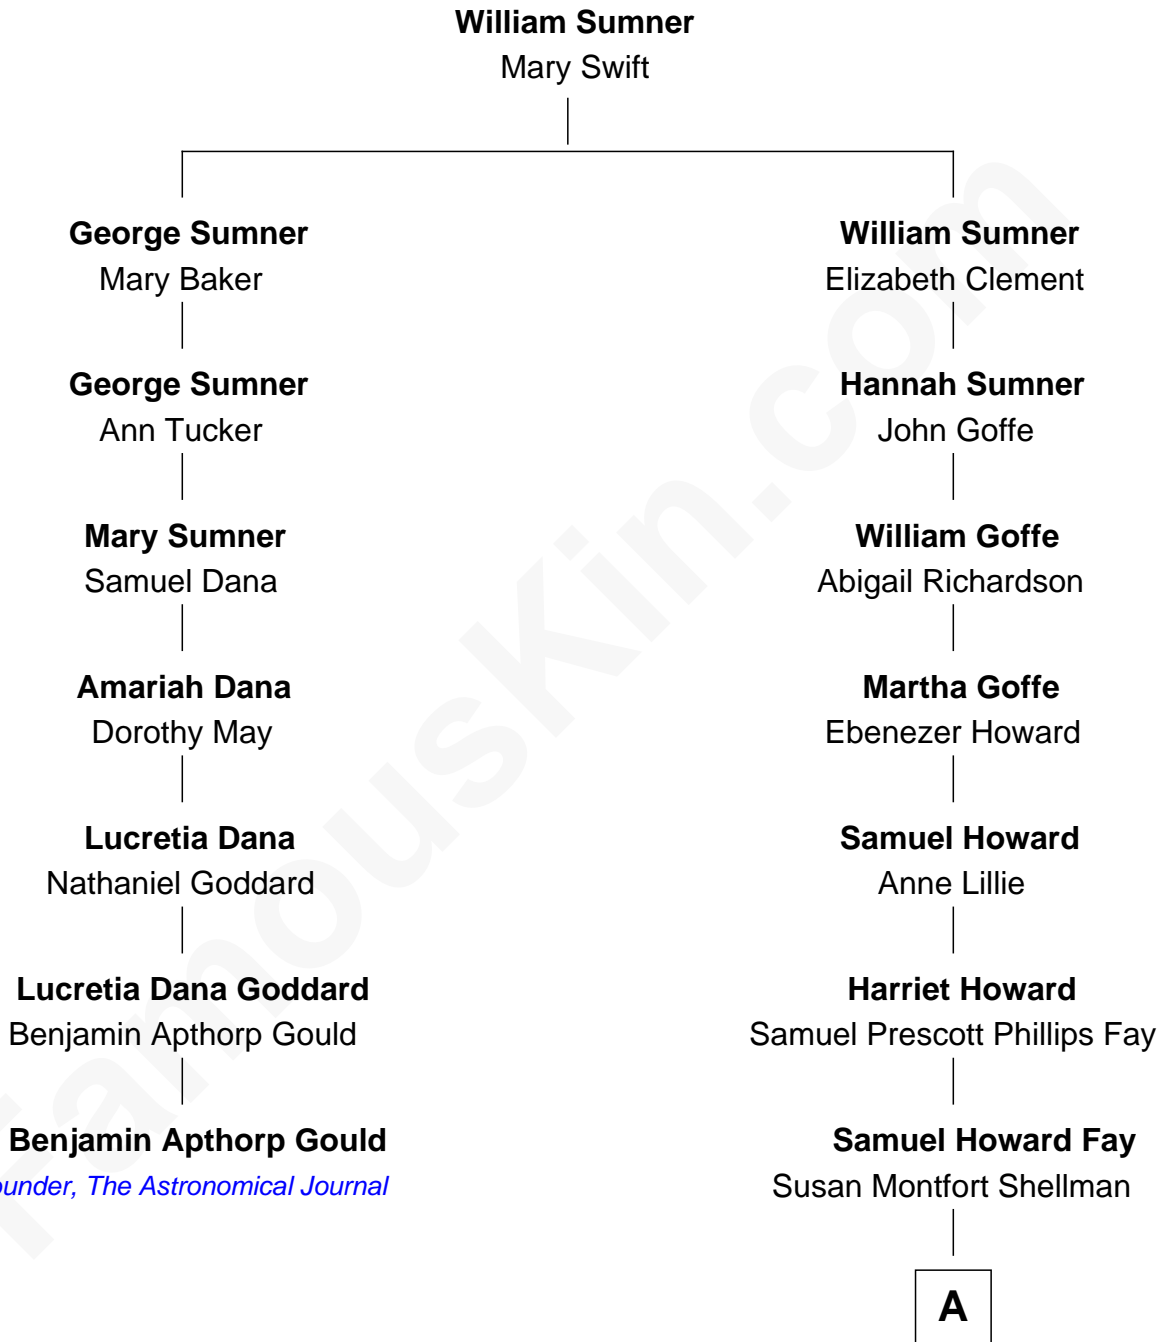 William Sumner
Mary Swift
George Sumner
Mary Baker
William Sumner
Elizabeth Clement
George Sumner
Ann Tucker
Hannah Sumner
John Goffe
Mary Sumner
Samuel Dana
William Goffe
Abigail Richardson
Amariah Dana
Dorothy May
Martha Goffe
Ebenezer Howard
Lucretia Dana
Nathaniel Goddard
Samuel Howard
Anne Lillie
Lucretia Dana Goddard
Benjamin Apthorp Gould
Harriet Howard
Samuel Prescott Phillips Fay
Benjamin Apthorp Gould
ounder, The Astronomical Journal
Samuel Howard Fay
Susan Montfort Shellman
A
FamousKin.com